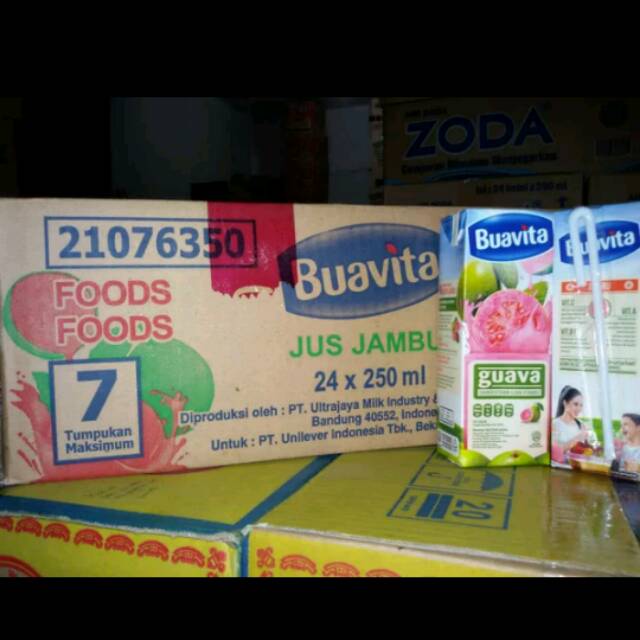 ZODA
21076350
FOODS
FOODS
7
Tumpukan
Maksimum
Buavita
JUS JAMBU
24 x 250 ml
Diproduksi oleh : PT. Ultrajaya Milk Industry &
Bandung 40552, Indone
Untuk : PT. Unilever Indonesia Tbk., Bek
Buavita
guava
Buavita
20